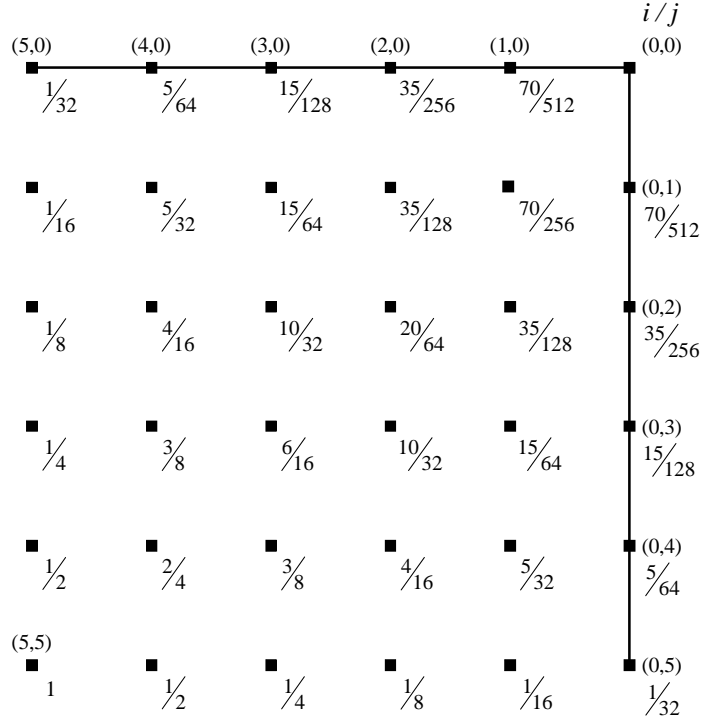 i / j
(5,0) (4,0) (3,0) (2,0) (1,0) (0,0)
1/32 5/64 15/128 35/256 70/512
(0,1)
1/16 5/32 15/64 35/128 70/256 70/512
(0,2)
1/8 4/16 10/32 20/64 35/128 35/256
(0,3)
1/4 3/8 6/16 10/32 15/64 15/128
(0,4)
1/2 2/4 3/8 4/16 5/32 5/64
(5,5) (0,5)
1 1/2 1/4 1/8 1/16 1/32